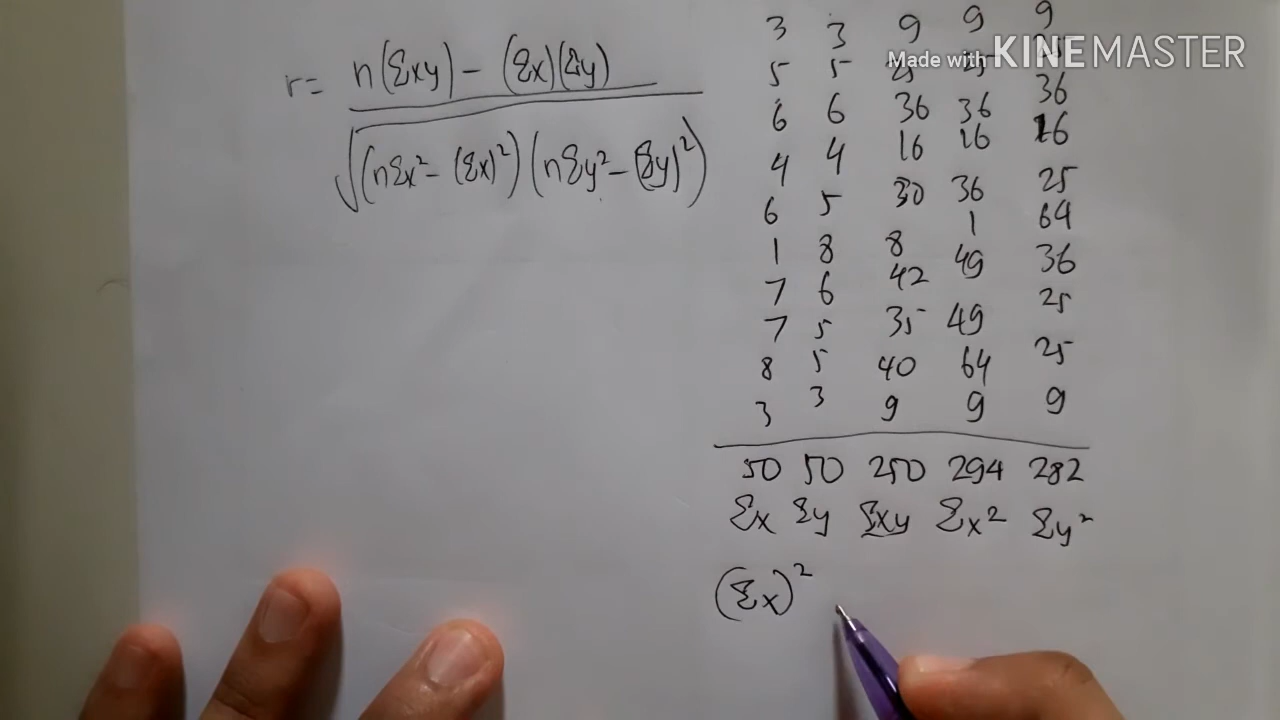 r= n(Σxy) - (Σx)(Σy)
√(nΣx² - (Σx)²)(nΣy² - (Σy)²)
3 3 9 9 9
Made with KINEMASTER
5 5 25 25
6 6 36 36 36
4 4 16 16 16
6 5 30 36 25
1 8 8 1 64
7 6 42 49 36
7 5 35 49 25
8 5 40 64 25
3 3 9 9 9
50 50 250 294 282
Σx Σy Σxy Σx² Σy²
(Σx)²